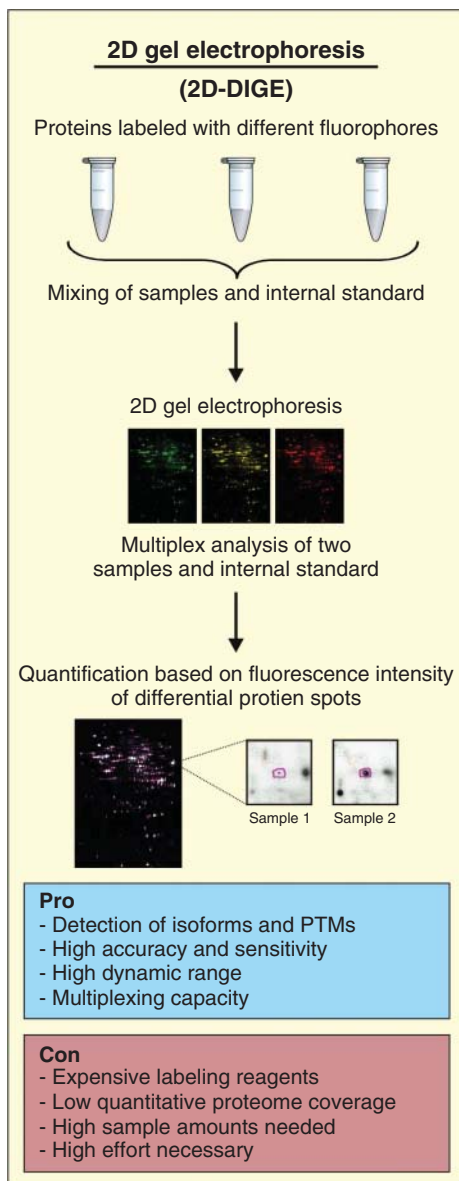 2D gel electrophoresis
(2D-DIGE)
Proteins labeled with different fluorophores
Mixing of samples and internal standard
2D gel electrophoresis
Multiplex analysis of two
samples and internal standard
Quantification based on fluorescence intensity
of differential protien spots
Sample 1
Sample 2
Pro
- Detection of isoforms and PTMs
- High accuracy and sensitivity
- High dynamic range
- Multiplexing capacity
Con
- Expensive labeling reagents
- Low quantitative proteome coverage
- High sample amounts needed
- High effort necessary